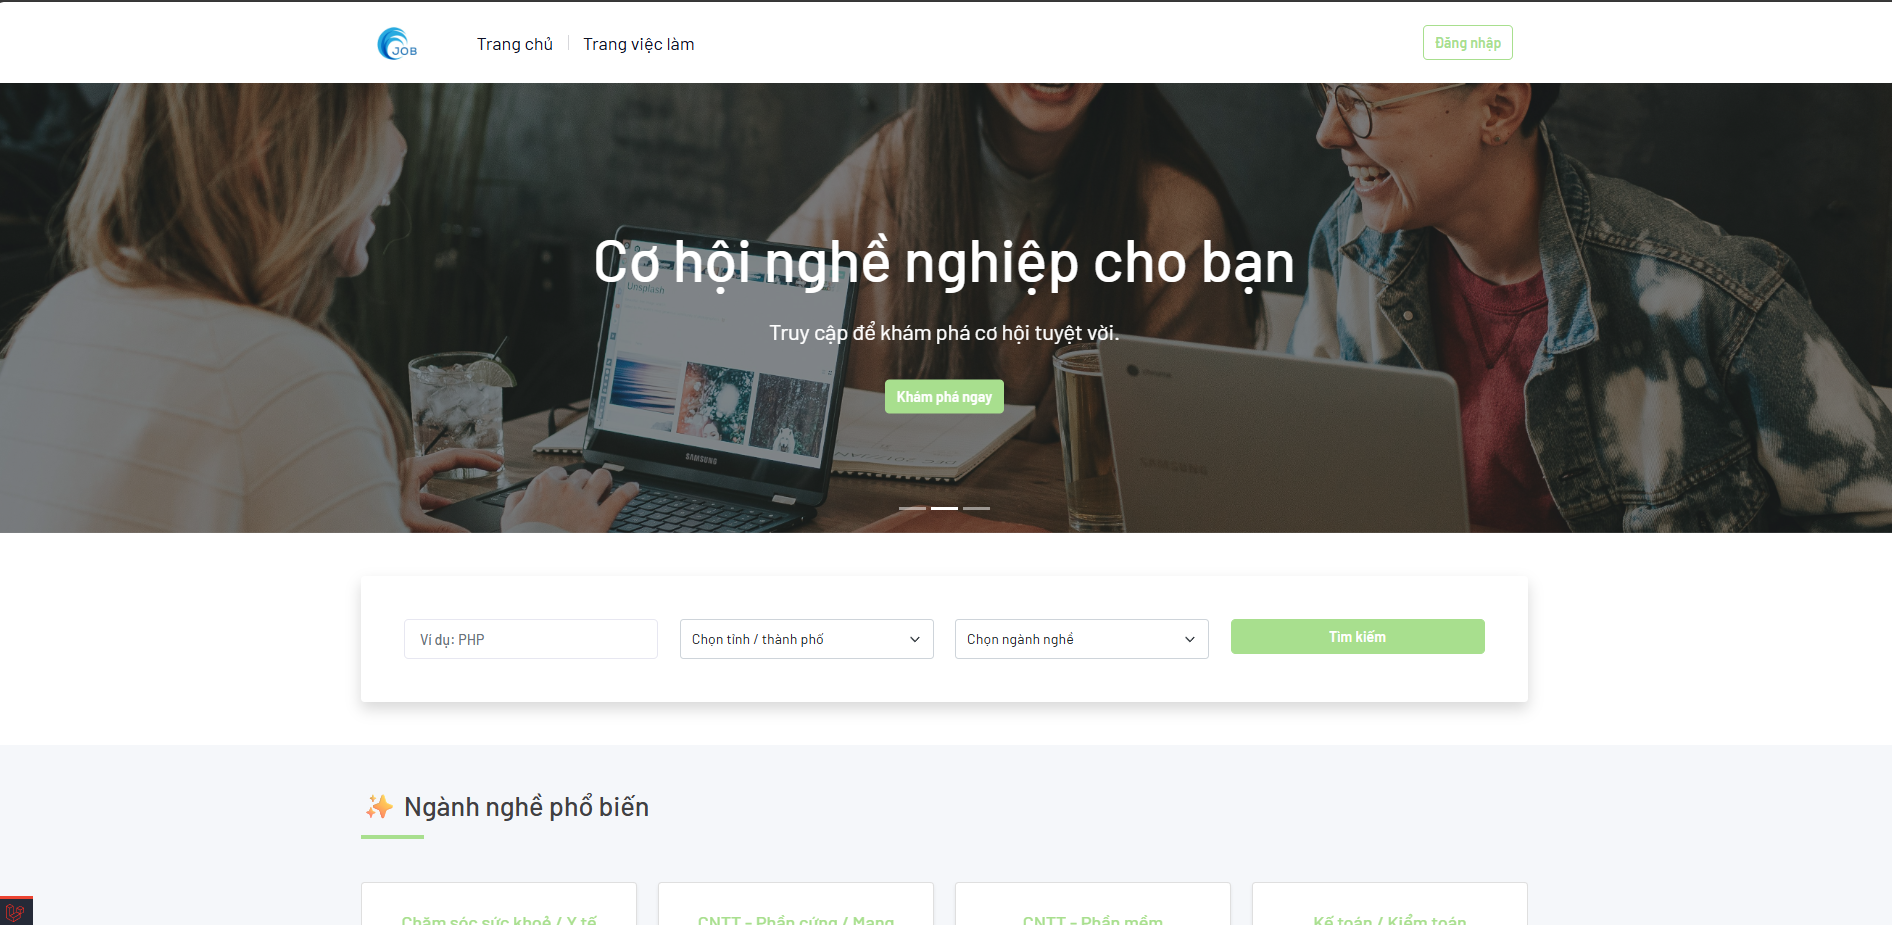 JOB
Trang chủ
Trang việc làm
Đăng nhập
Unsplash
Cơ hội nghề nghiệp cho bạn
Truy cập để khám phá cơ hội tuyệt vời.
Khám phá ngay
SAMSUNG
SAMSUNG
Ví dụ: PHP
Chọn tỉnh / thành phố
Chọn ngành nghề
Tìm kiếm
✨ Ngành nghề phổ biến
Chăm sóc sức khoẻ / Y tế
CNTT - Phần cứng / Mạng
CNTT - Phần mềm
Kế toán / Kiểm toán